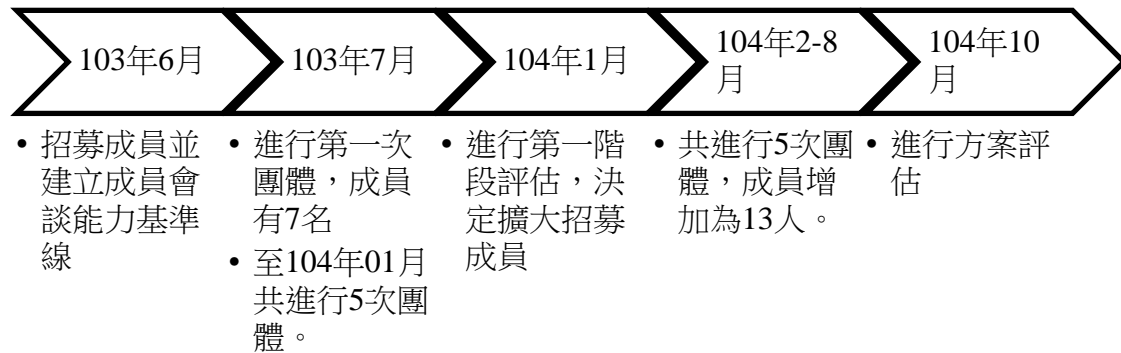 103年6月
• 招募成員並
建立成員會
談能力基準
線
103年7月
• 進行第一次
團體，成員
有7名
• 至104年01月
共進行5次團
體。
104年1月
• 進行第一階
段評估，決
定擴大招募
成員
104年2-8
月
• 共進行5次團
體，成員增
加為13人。
104年10
月
• 進行方案評
估